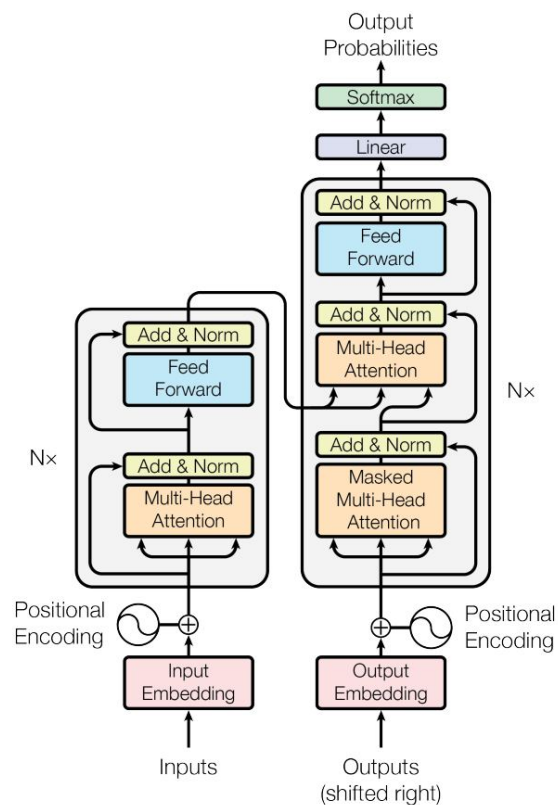 Output
Probabilities
Softmax
Linear
Add & Norm
Feed
Forward
Add & Norm
Multi-Head
Attention
Add & Norm
Masked
Multi-Head
Attention
Nx
Add & Norm
Feed
Forward
Add & Norm
Multi-Head
Attention
N×
Positional
Encoding
Positional
Encoding
Input
Embedding
Output
Embedding
Inputs
Outputs
(shifted right)